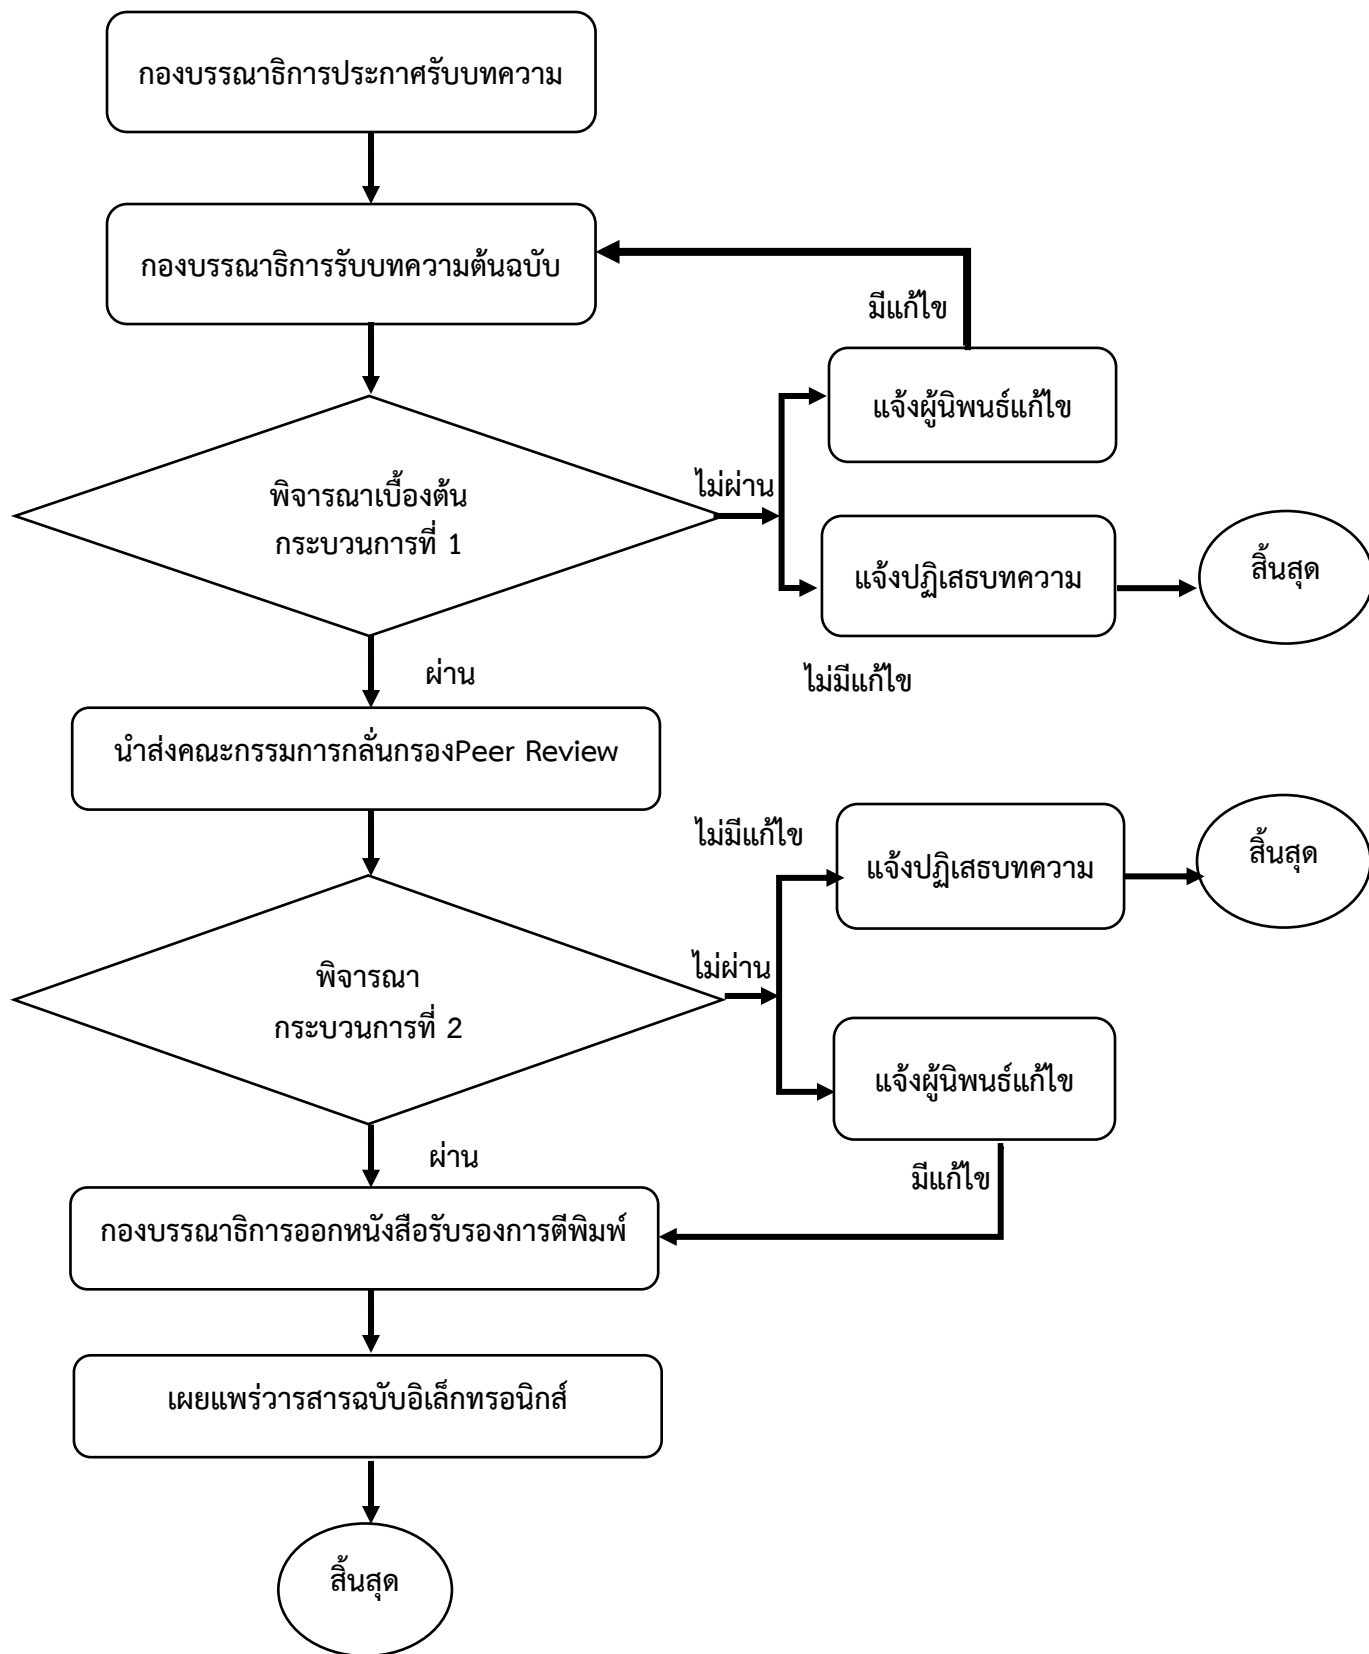 กองบรรณาธิการประกาศรับบทความ
กองบรรณาธิการรับบทความต้นฉบับ
มีแก้ไข
แจ้งผู้นิพนธ์แก้ไข
ไม่ผ่าน
พิจารณาเบื้องต้น
กระบวนการที่ 1
แจ้งปฏิเสธบทความ
สิ้นสุด
ผ่าน
ไม่มีแก้ไข
นำส่งคณะกรรมการกลั่นกรองPeer Review
ไม่มีแก้ไข
แจ้งปฏิเสธบทความ
สิ้นสุด
ไม่ผ่าน
พิจารณา
กระบวนการที่ 2
แจ้งผู้นิพนธ์แก้ไข
ผ่าน
มีแก้ไข
กองบรรณาธิการออกหนังสือรับรองการตีพิมพ์
เผยแพร่วารสารฉบับอิเล็กทรอนิกส์
สิ้นสุด